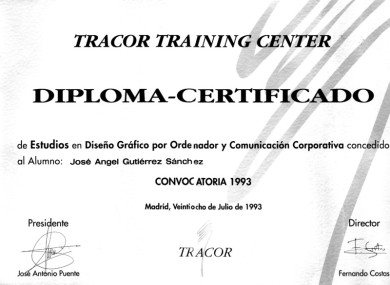 TRACOR TRAINING CENTER
DIPLOMA-CERTIFICADO
de Estudios en Diseño Gráfico por Ordenador y Comunicación Corporativa concedido
al Alumno: José Angel Gutiérrez Sánchez
CONVOCATORIA 1993
Madrid, Veintiocho de Julio de 1993
Presidente
Director
TRACOR
José Antonio Puente
Fernando Costas